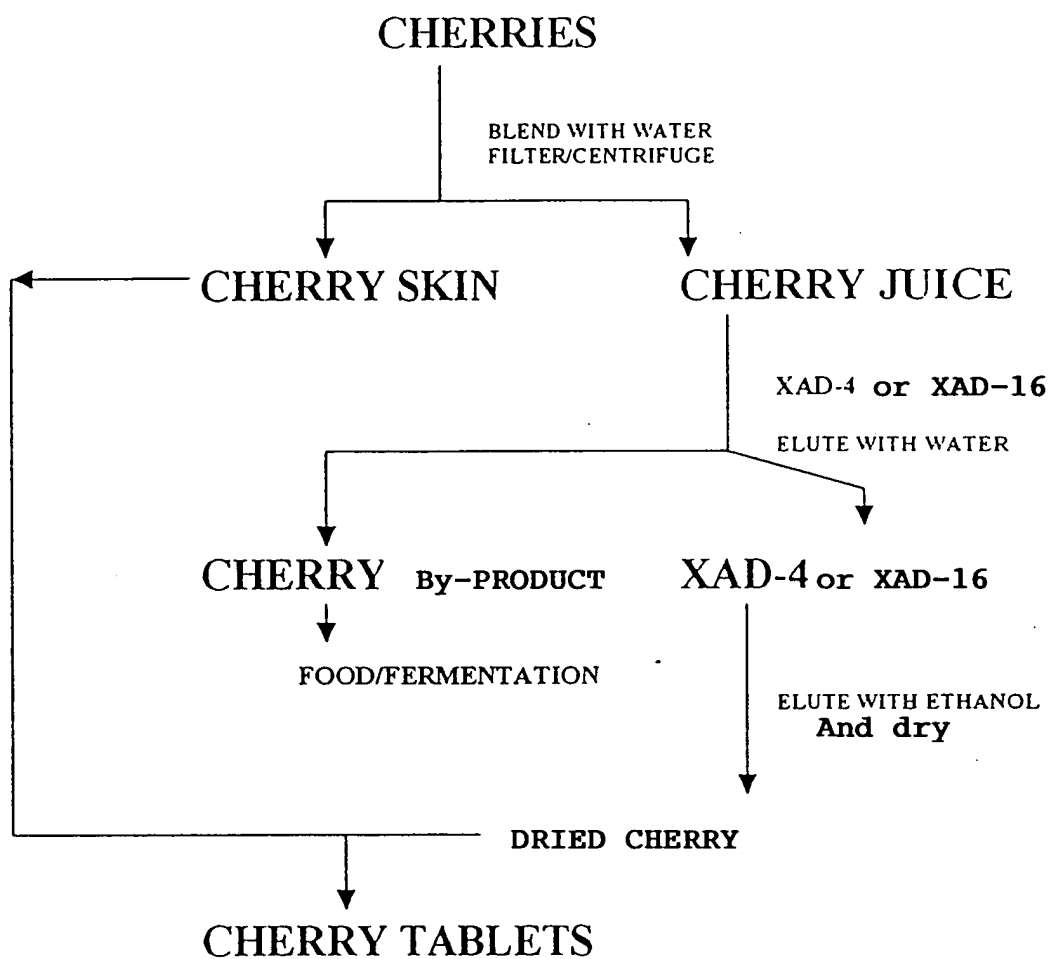 CHERRIES
BLEND WITH WATER
FILTER/CENTRIFUGE
CHERRY SKIN
CHERRY JUICE
XAD-4 or XAD-16
ELUTE WITH WATER
CHERRY By-PRODUCT
XAD-4 or XAD-16
FOOD/FERMENTATION
ELUTE WITH ETHANOL
And dry
DRIED CHERRY
CHERRY TABLETS